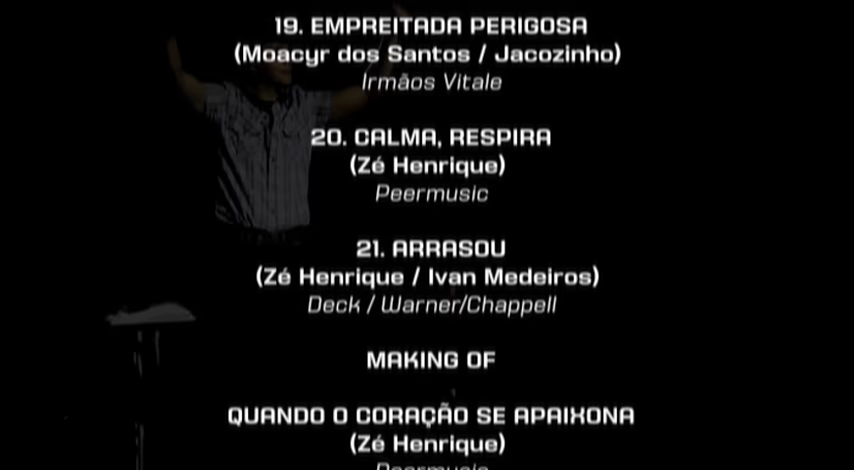 19. EMPREITADA PERIGOSA
(Moacyr dos Santos / Jacozinho)
Irmãos Vitale
20. CALMA, RESPIRA
(Zé Henrique)
Peermusic
21. ARRASOU
(Zé Henrique / Ivan Medeiros)
Deck / Warner/Chappell
MAKING OF
QUANDO O CORAÇÃO SE APAIXONA
(Zé Henrique)
Peermusic